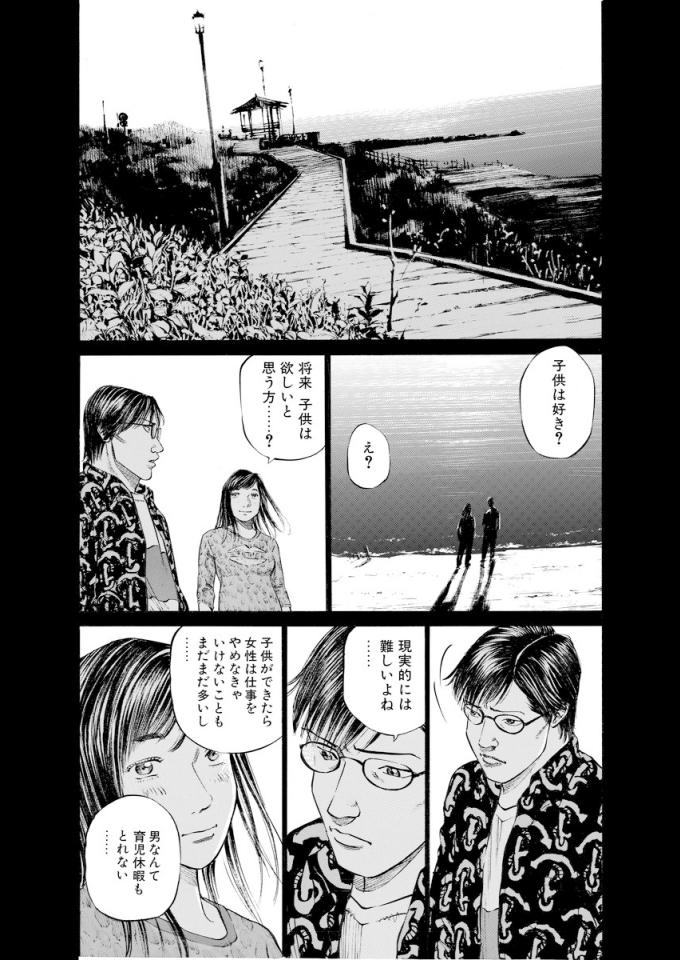 子供は好き？
え？
将来 子供は
欲しいと
思う方……？
現実的には
難しいよね
……
子供ができたら
女性は仕事を
やめなきゃ
いけないことも
まだまだ多いし
……
男なんて
育児休暇も
とれない
……